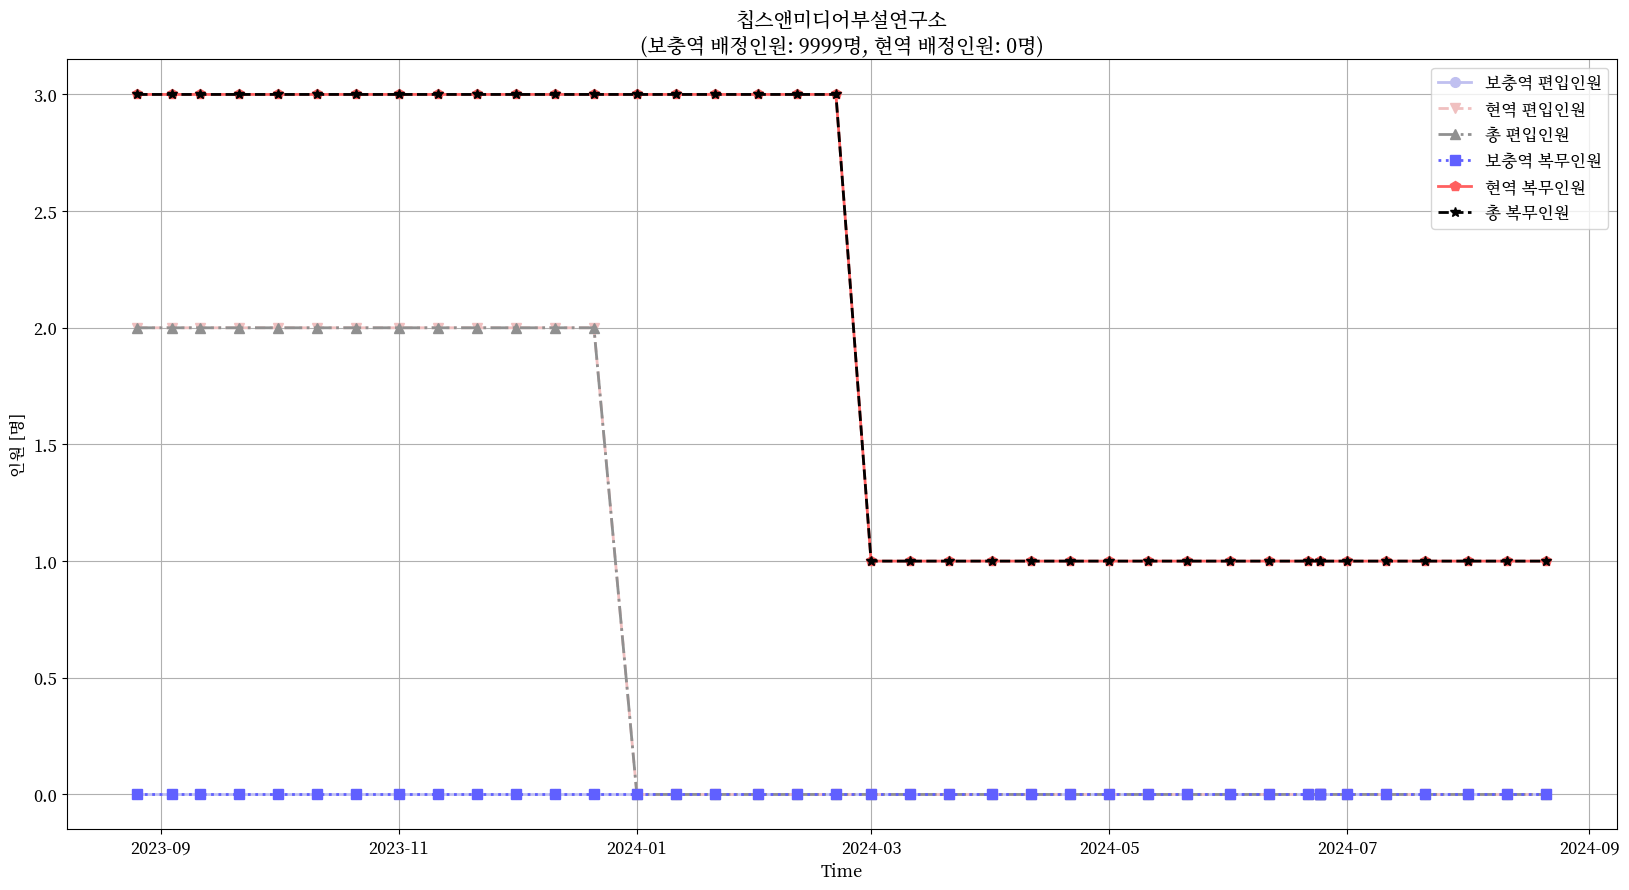 칩스앤미디어부설연구소
(보충역 배정인원: 9999명, 현역 배정인원: 0명)
보충역 편입인원
현역 편입인원
총 편입인원
보충역 복무인원
현역 복무인원
총 복무인원
인원 [명]
3.0
2.5
2.0
1.5
1.0
0.5
0.0
2023-09
2023-11
2024-01
2024-03
2024-05
2024-07
2024-09
Time